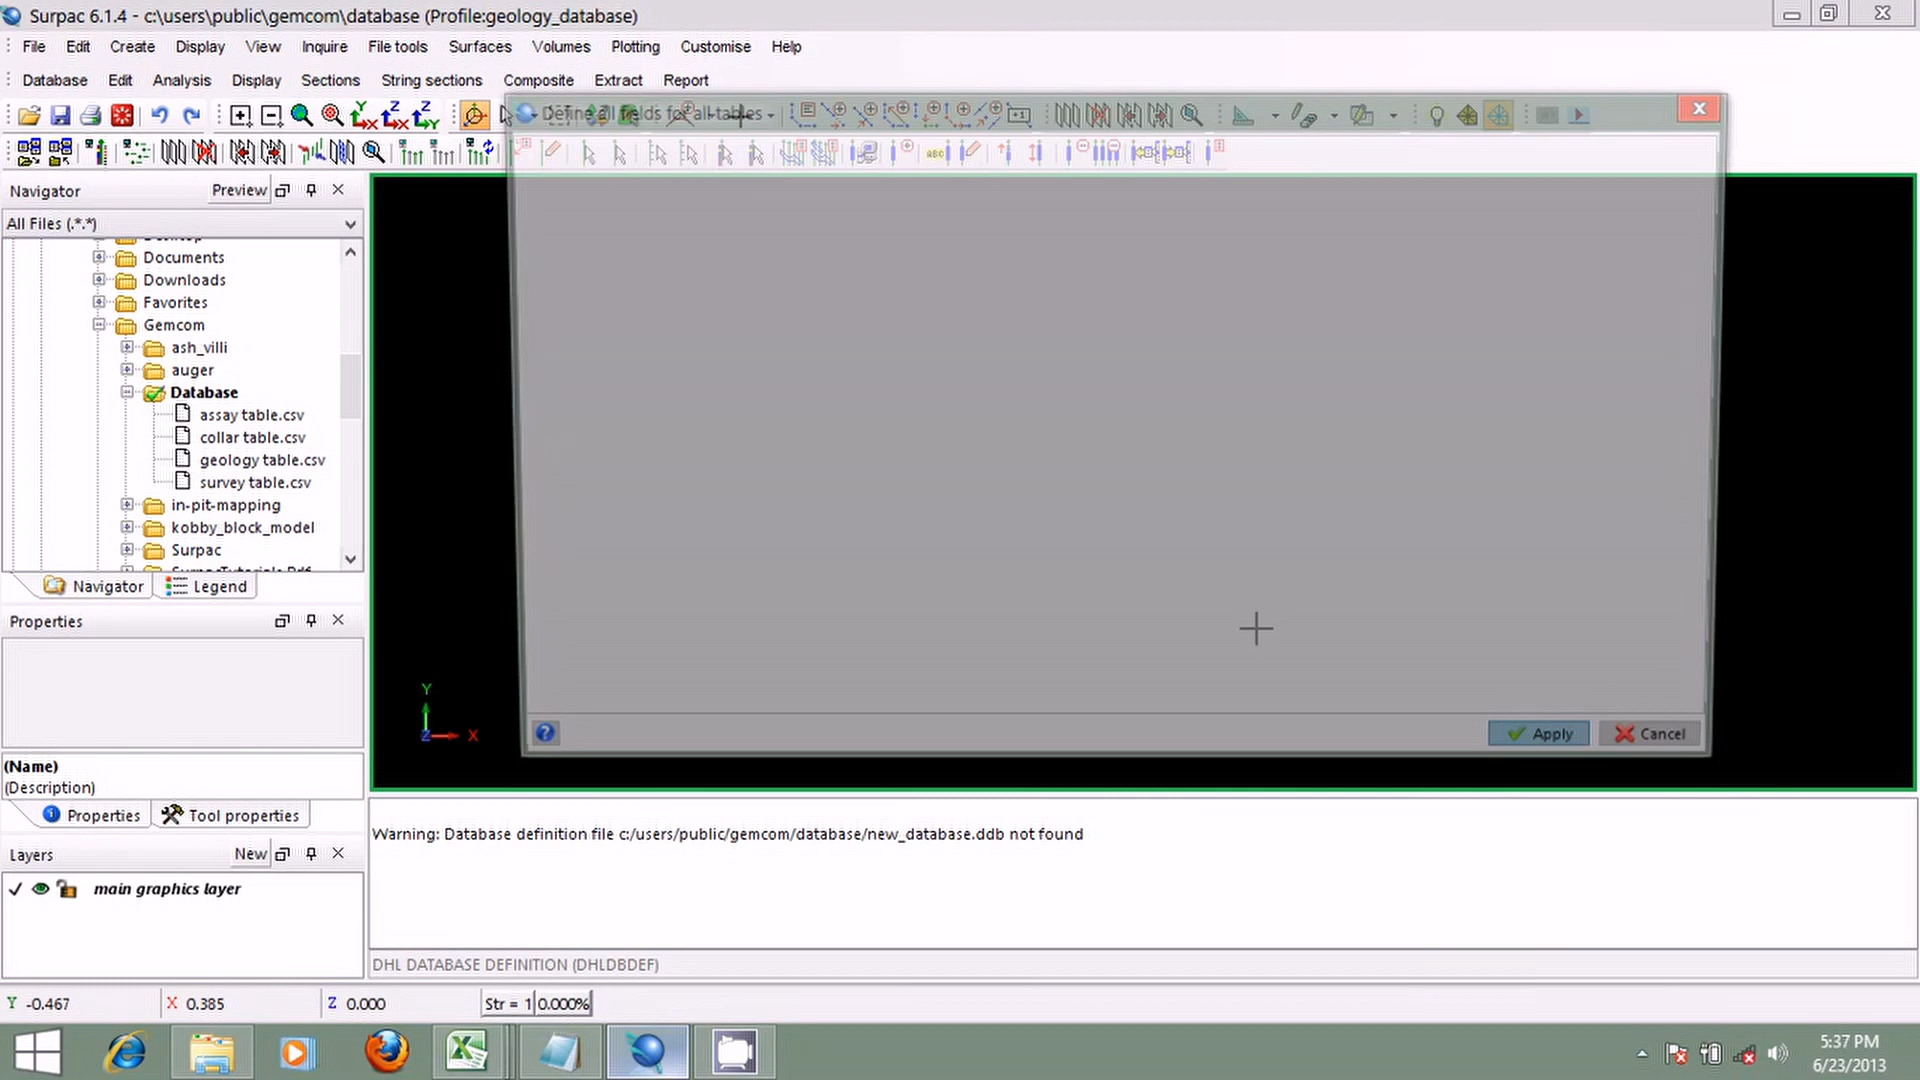 Surpac 6.1.4 - c:\users\public\gemcom\database (Profile:geology_database)
File Edit Create Display View Inquire File tools Surfaces Volumes Plotting Customise Help
Database Edit Analysis Display Sections String sections Composite Extract Report
Define all fields for all tables
Navigator Preview
All Files (.*.*)
Desktop
Documents
Downloads
Favorites
Gemcom
ash_villi
auger
Database
assay table.csv
collar table.csv
geology table.csv
survey table.csv
in-pit-mapping
kobby_block_model
Surpac
Navigator Legend
Properties
Y
Z X
Apply Cancel
(Name)
(Description)
Properties Tool properties
Warning: Database definition file c:/users/public/gemcom/database/new_database.ddb not found
Layers New
main graphics layer
DHL DATABASE DEFINITION (DHLDBDEF)
Y -0.467 X 0.385 Z 0.000 Str = 1 0.000%
5:37 PM
6/23/2013